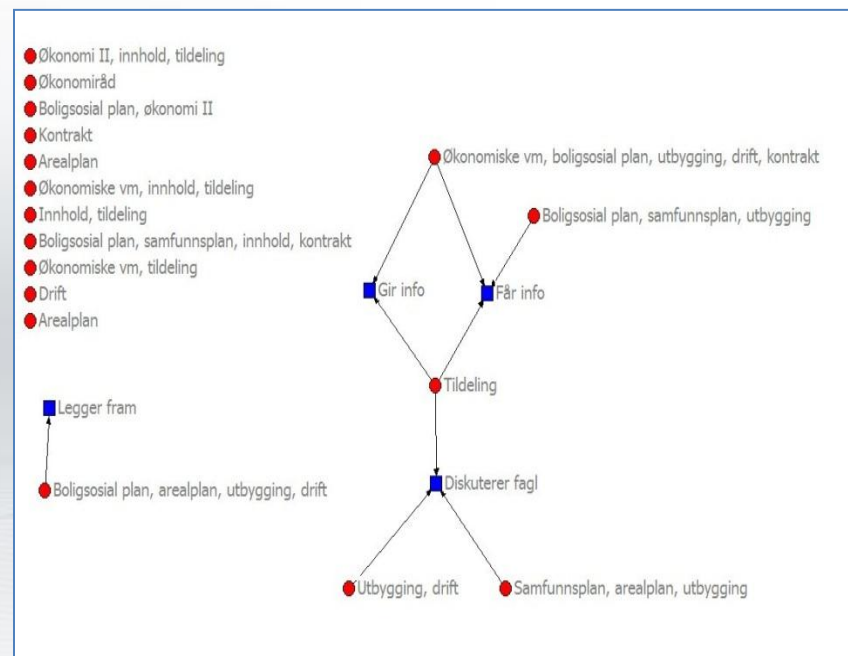 Økonomi II, innhold, tildeling
Økonomiråd
Boligsosial plan, økonomi II
Kontrakt
Arealplan
Økonomiske vm, innhold, tildeling
Innhold, tildeling
Boligsosial plan, samfunnsplan, innhold, kontrakt
Økonomiske vm, tildeling
Drift
Arealplan
Økonomiske vm, boligsosial plan, utbygging, drift, kontrakt
Boligsosial plan, samfunnsplan, utbygging
Gir info
Får info
Tildeling
Legger fram
Boligsosial plan, arealplan, utbygging, drift
Diskuterer fagl
Utbygging, drift
Samfunnsplan, arealplan, utbygging